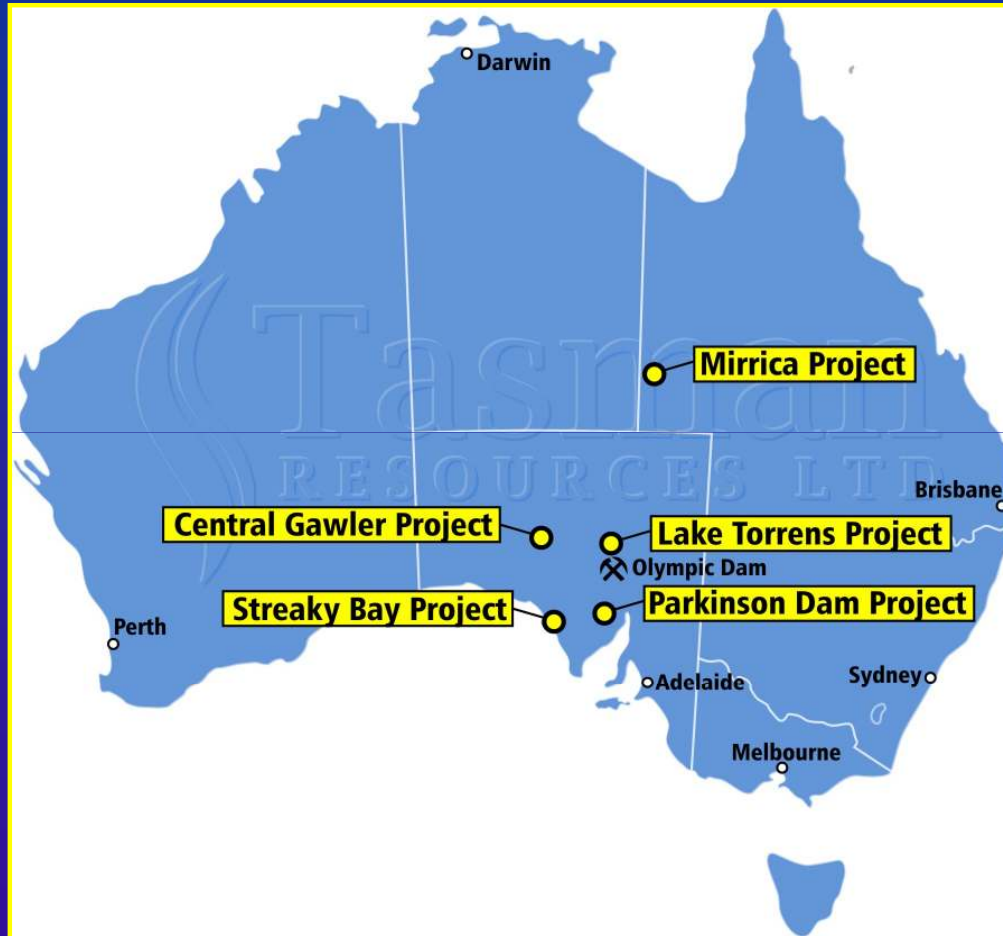 Darwin
Tasman
RESOURCES LTD
Mirrica Project
Brisbane
Central Gawler Project
Lake Torrens Project
Olympic Dam
Streaky Bay Project
Parkinson Dam Project
Perth
Adelaide
Sydney
Melbourne